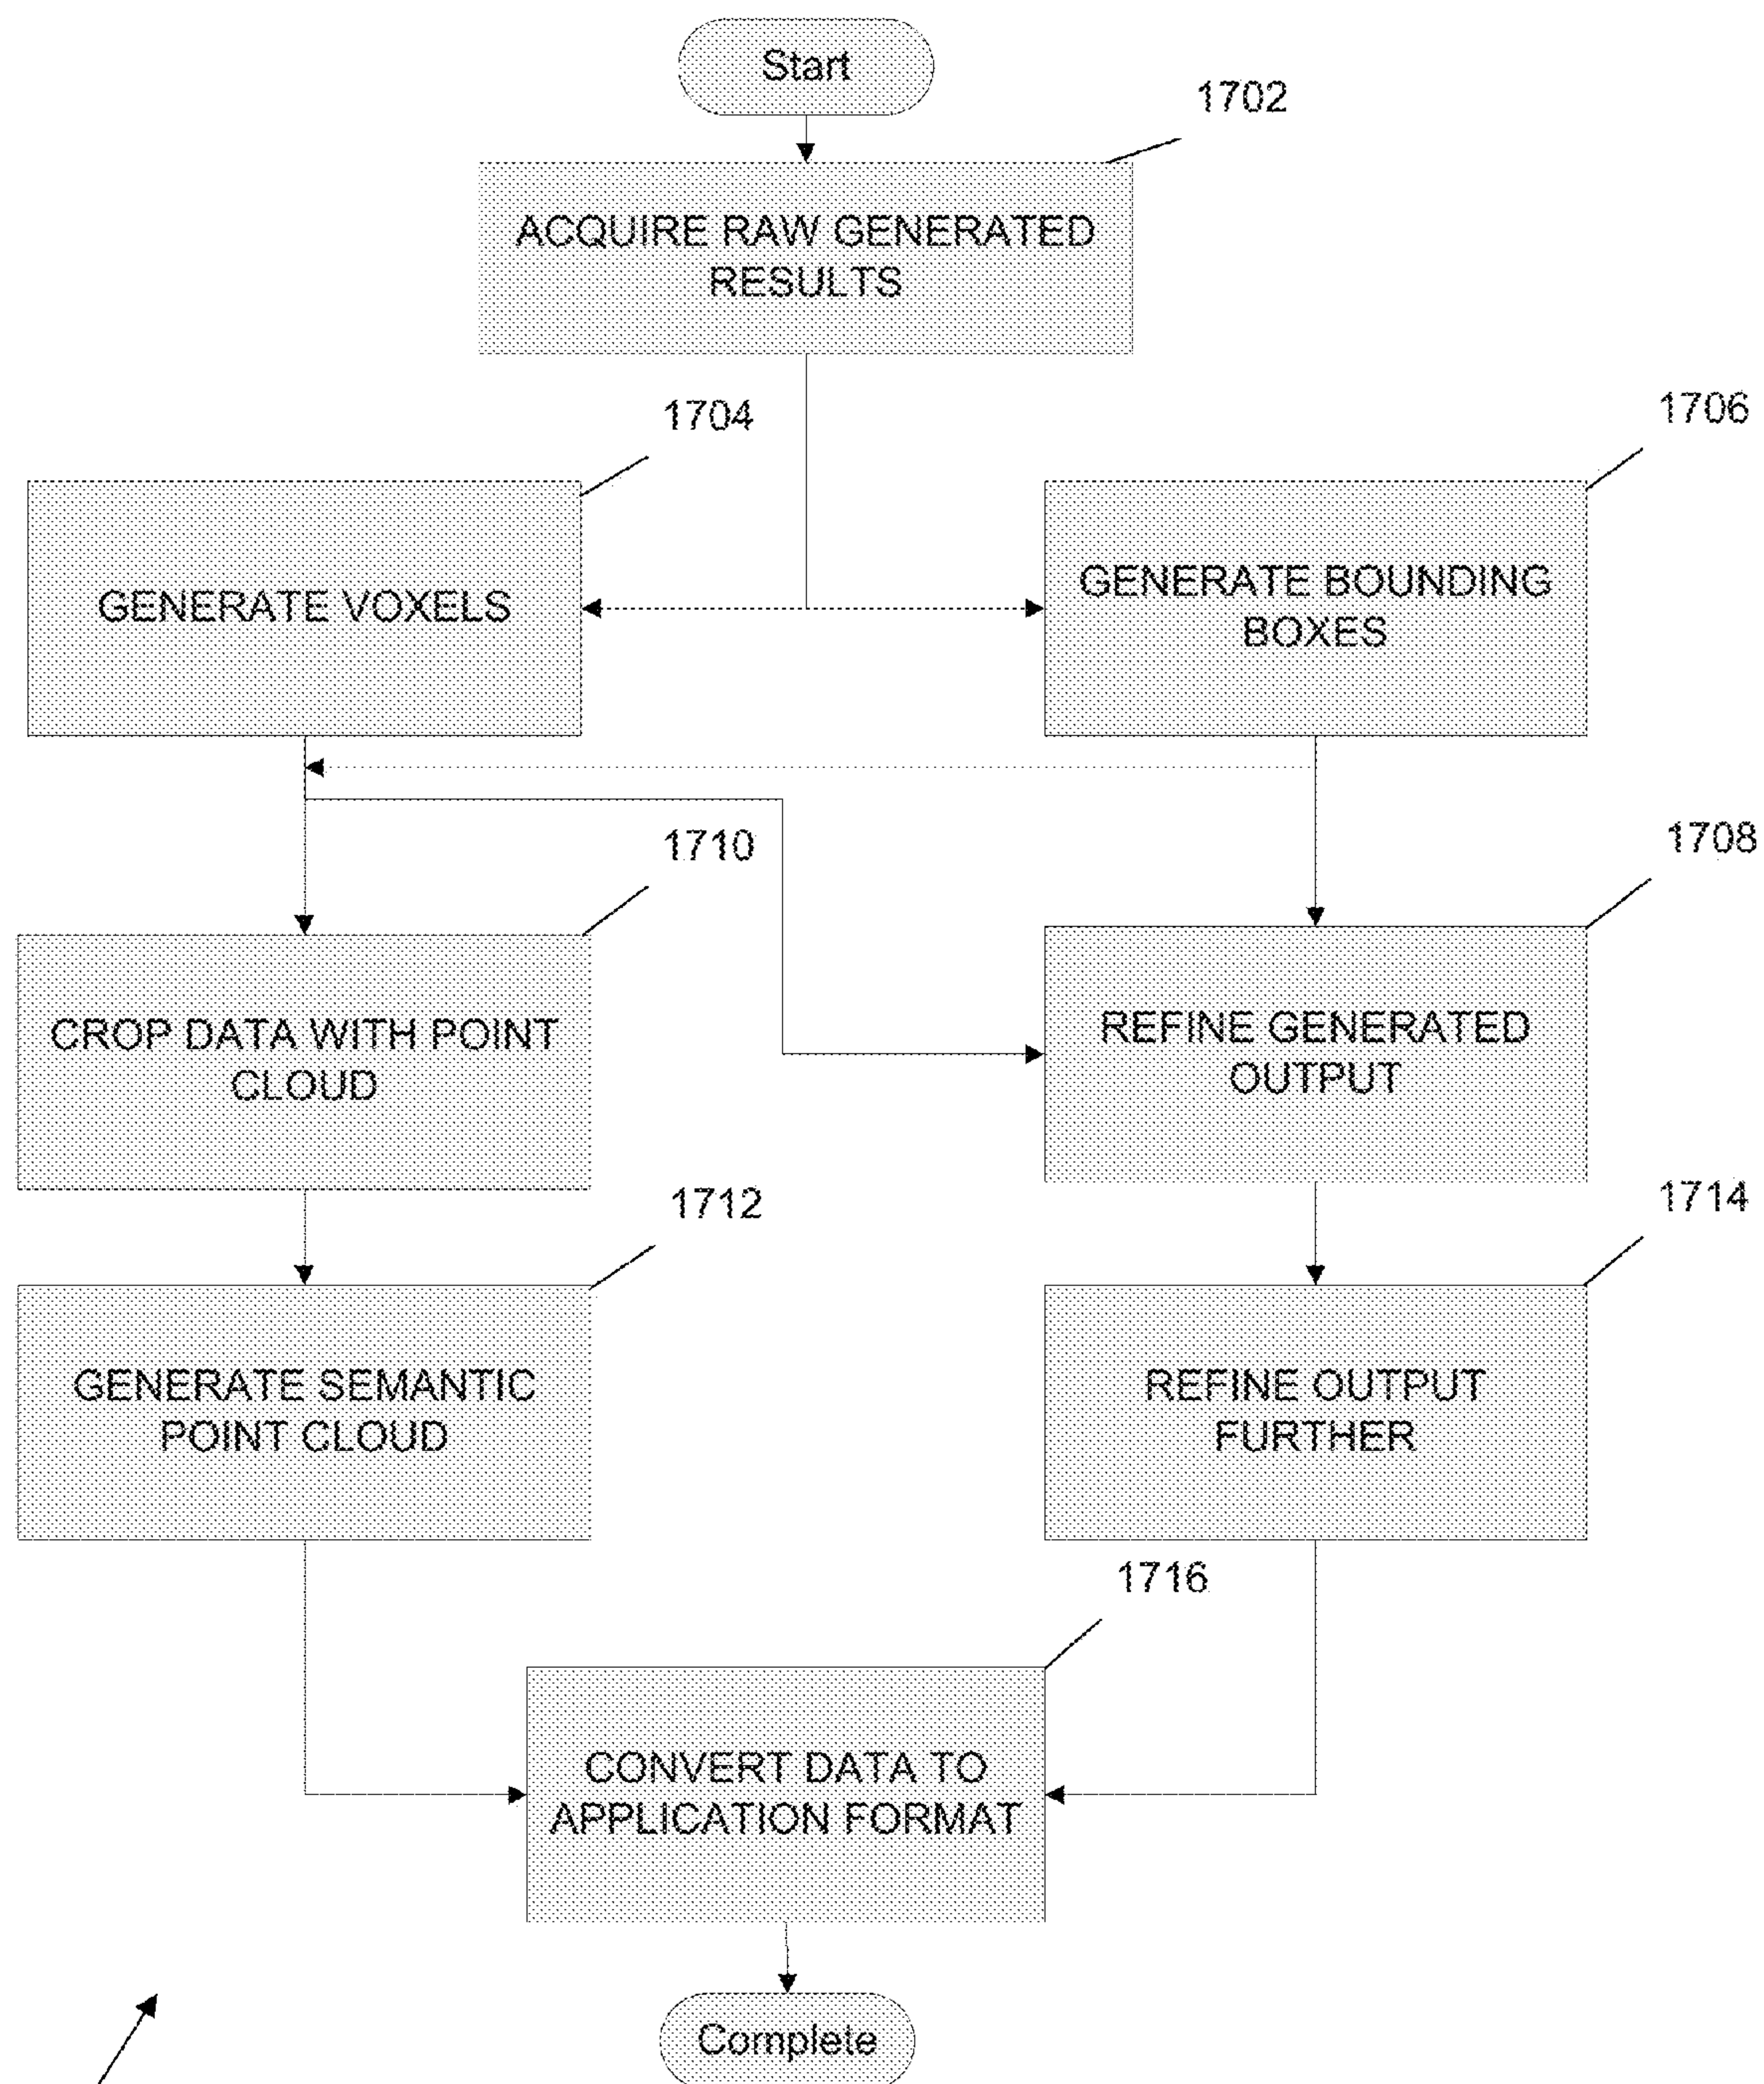 Start
1702
ACQUIRE RAW GENERATED
RESULTS
1704
1706
GENERATE VOXELS
GENERATE BOUNDING
BOXES
1710
1708
CROP DATA WITH POINT
CLOUD
REFINE GENERATED
OUTPUT
1712
1714
GENERATE SEMANTIC
POINT CLOUD
REFINE OUTPUT
FURTHER
1716
CONVERT DATA TO
APPLICATION FORMAT
Complete